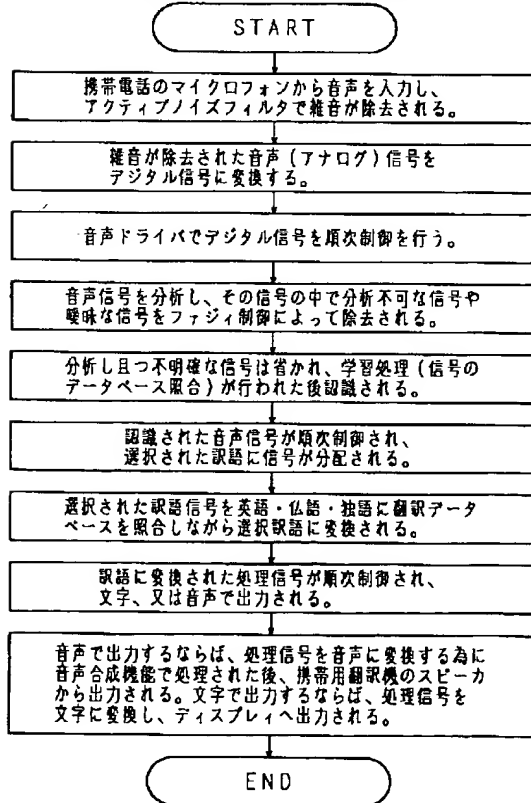 START
携帯電話のマイクロフォンから音声を入力し、
アクティブノイズフィルタで雑音が除去される。
雑音が除去された音声(アナログ)信号を
デジタル信号に変換する。
音声ドライバでデジタル信号を順次制御を行う。
音声信号を分析し、その信号の中で分析不可な信号や
曖昧な信号をファジィ制御によって除去される。
分析し且つ不明確な信号は省かれ、学習処理(信号の
データベース照合)が行われた後認識される。
認識された音声信号が順次制御され、
選択された訳語に信号が分配される。
選択された訳語信号を英語・仏語・独語に翻訳データ
ベースを照合しながら選択訳語に変換される。
訳語に変換された処理信号が順次制御され、
文字、又は音声で出力される。
音声で出力するならば、処理信号を音声に変換する為に
音声合成機能で処理された後、携帯用翻訳機のスピーカ
から出力される。文字で出力するならば、処理信号を
文字に変換し、ディスプレィへ出力される。
END